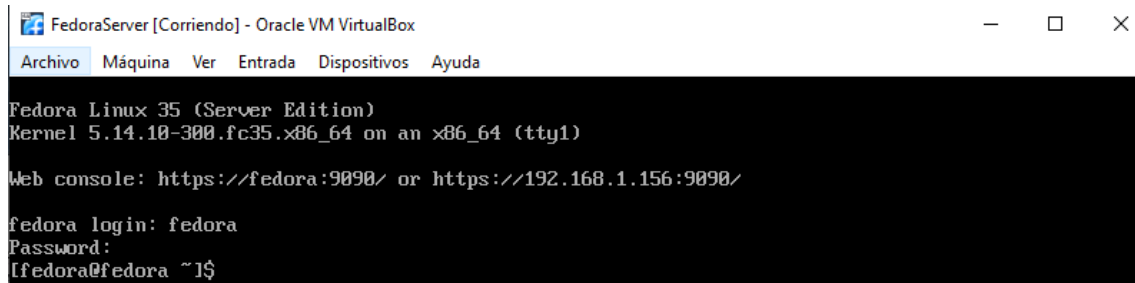 FedoraServer [Corriendo] - Oracle VM VirtualBox
Archivo Máquina Ver Entrada Dispositivos Ayuda
Fedora Linux 35 (Server Edition)
Kernel 5.14.10-300.fc35.x86_64 on an x86_64 (tty1)
Web console: https://fedora:9090/ or https://192.168.1.156:9090/
fedora login: fedora
Password:
[fedora@fedora ~]$